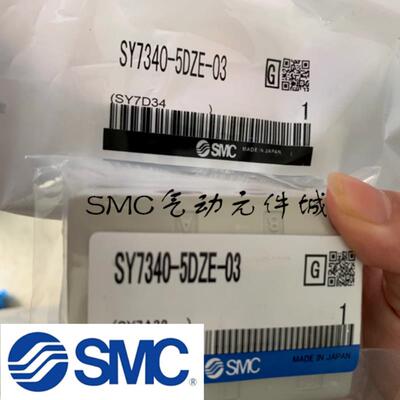 SY7340-5DZE-03
G
(SY7D34 )
1
SMC MADE IN JAPAN
SMC气动元件城
SY7340-5DZE-03
G
1
SMC MADE IN JAPAN
SMC®